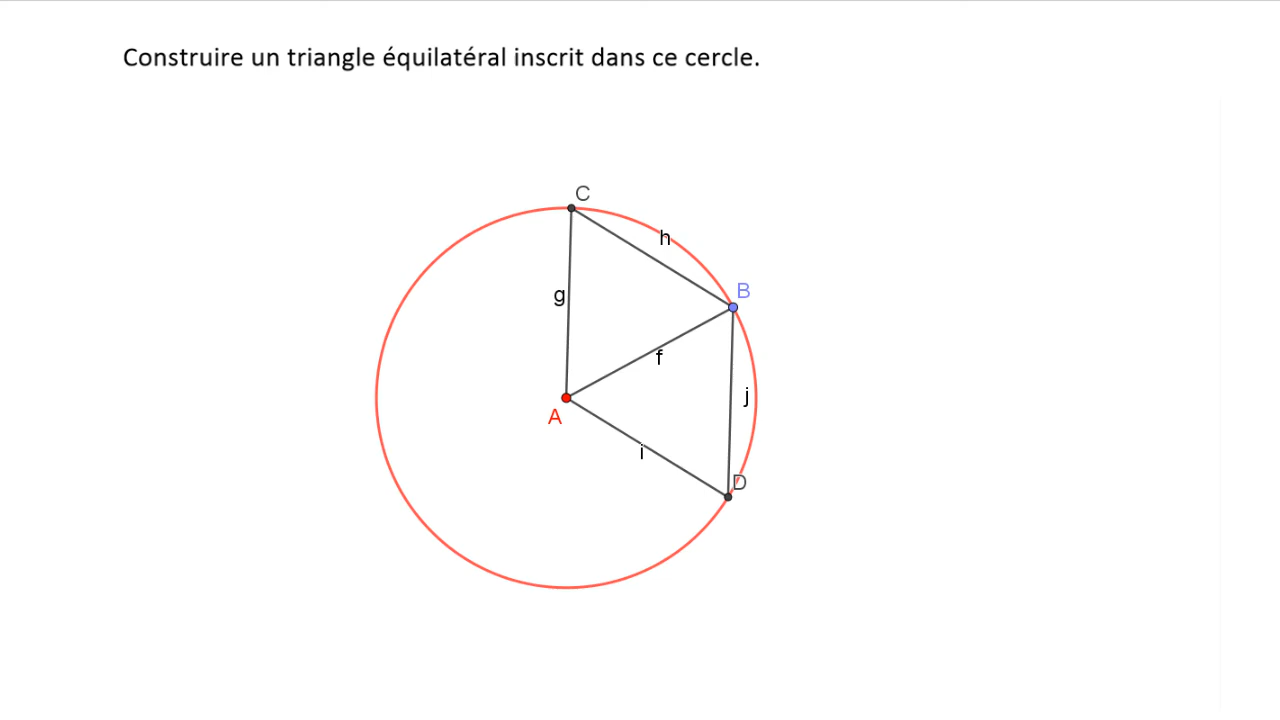 Construire un triangle équilatéral inscrit dans ce cercle.
C
h
B
g
f
j
A
i
D